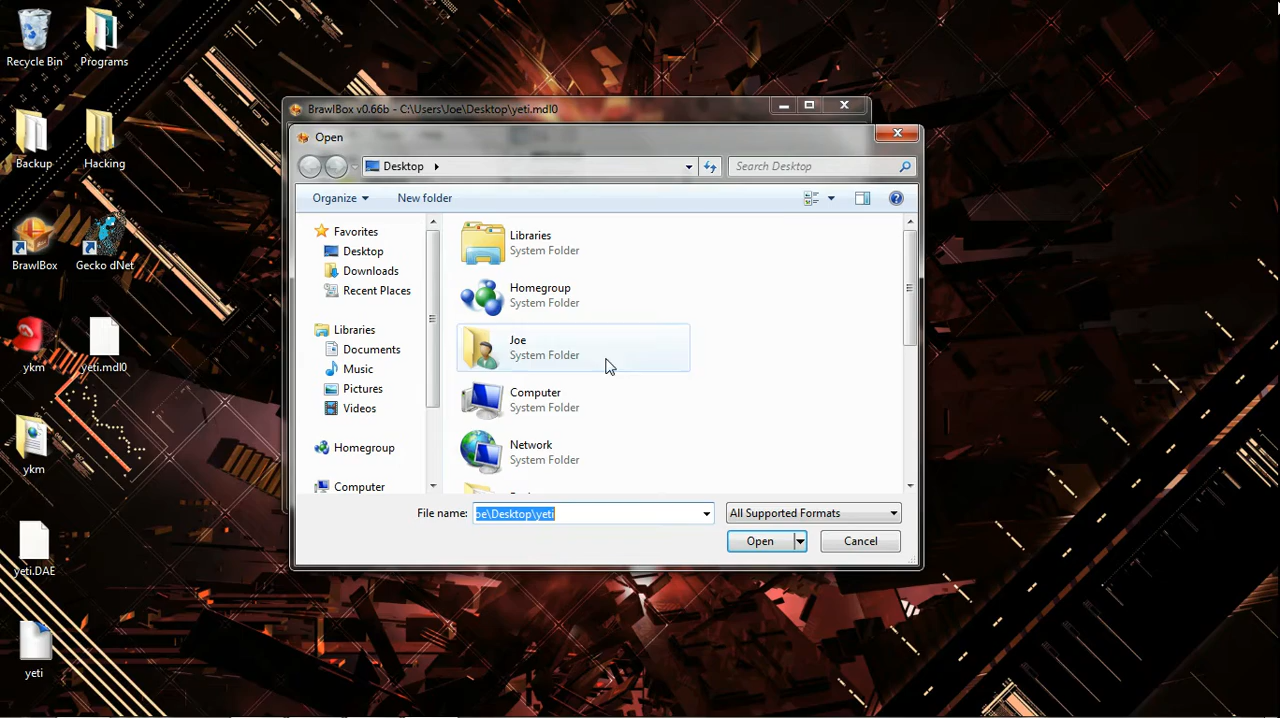 Recycle Bin
Programs
Backup
Hacking
BrawlBox
Gecko dNet
ykm
yeti.mdl0
ykm
yeti.DAE
yeti
BrawlBox v0.66b - C:\Users\Joe\Desktop\yeti.mdl0
Open
Desktop
Search Desktop
Organize
New folder
Favorites
Desktop
Downloads
Recent Places
Libraries
Documents
Music
Pictures
Videos
Homegroup
Computer
Libraries
System Folder
Homegroup
System Folder
Joe
System Folder
Computer
System Folder
Network
System Folder
File name:
oe\Desktop\yeti
All Supported Formats
Open
Cancel